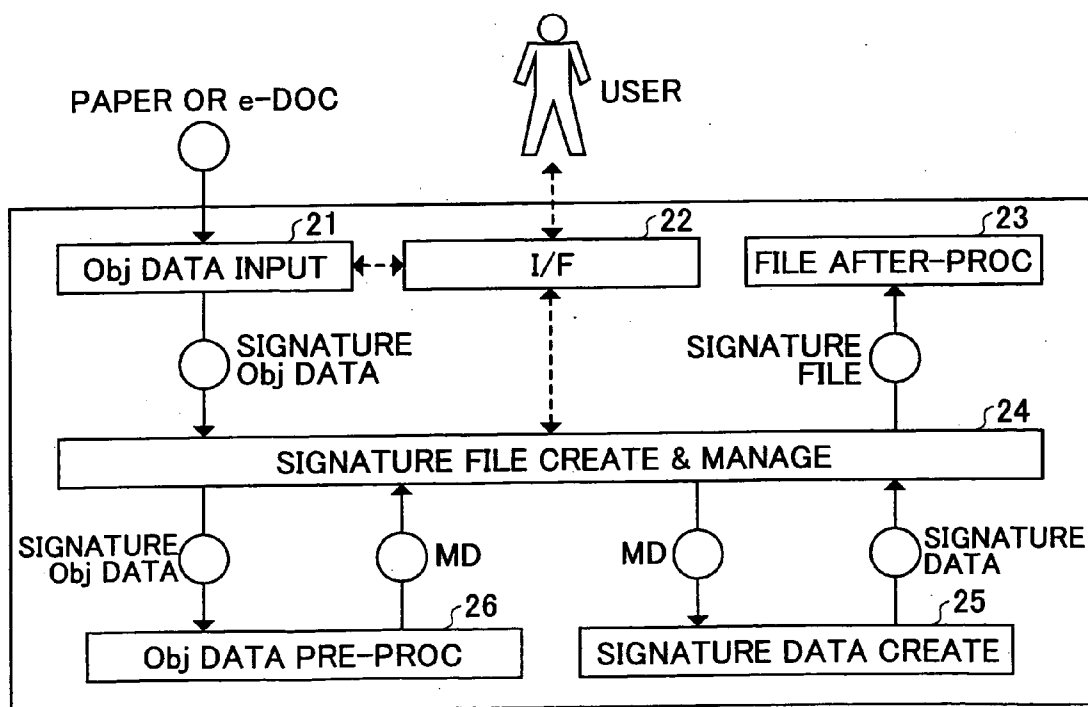 PAPER OR e-DOC
USER
21
22
23
Obj DATA INPUT
I/F
FILE AFTER-PROC
SIGNATURE
Obj DATA
SIGNATURE
FILE
24
SIGNATURE FILE CREATE & MANAGE
SIGNATURE
Obj DATA
MD
MD
SIGNATURE
DATA
26
25
Obj DATA PRE-PROC
SIGNATURE DATA CREATE